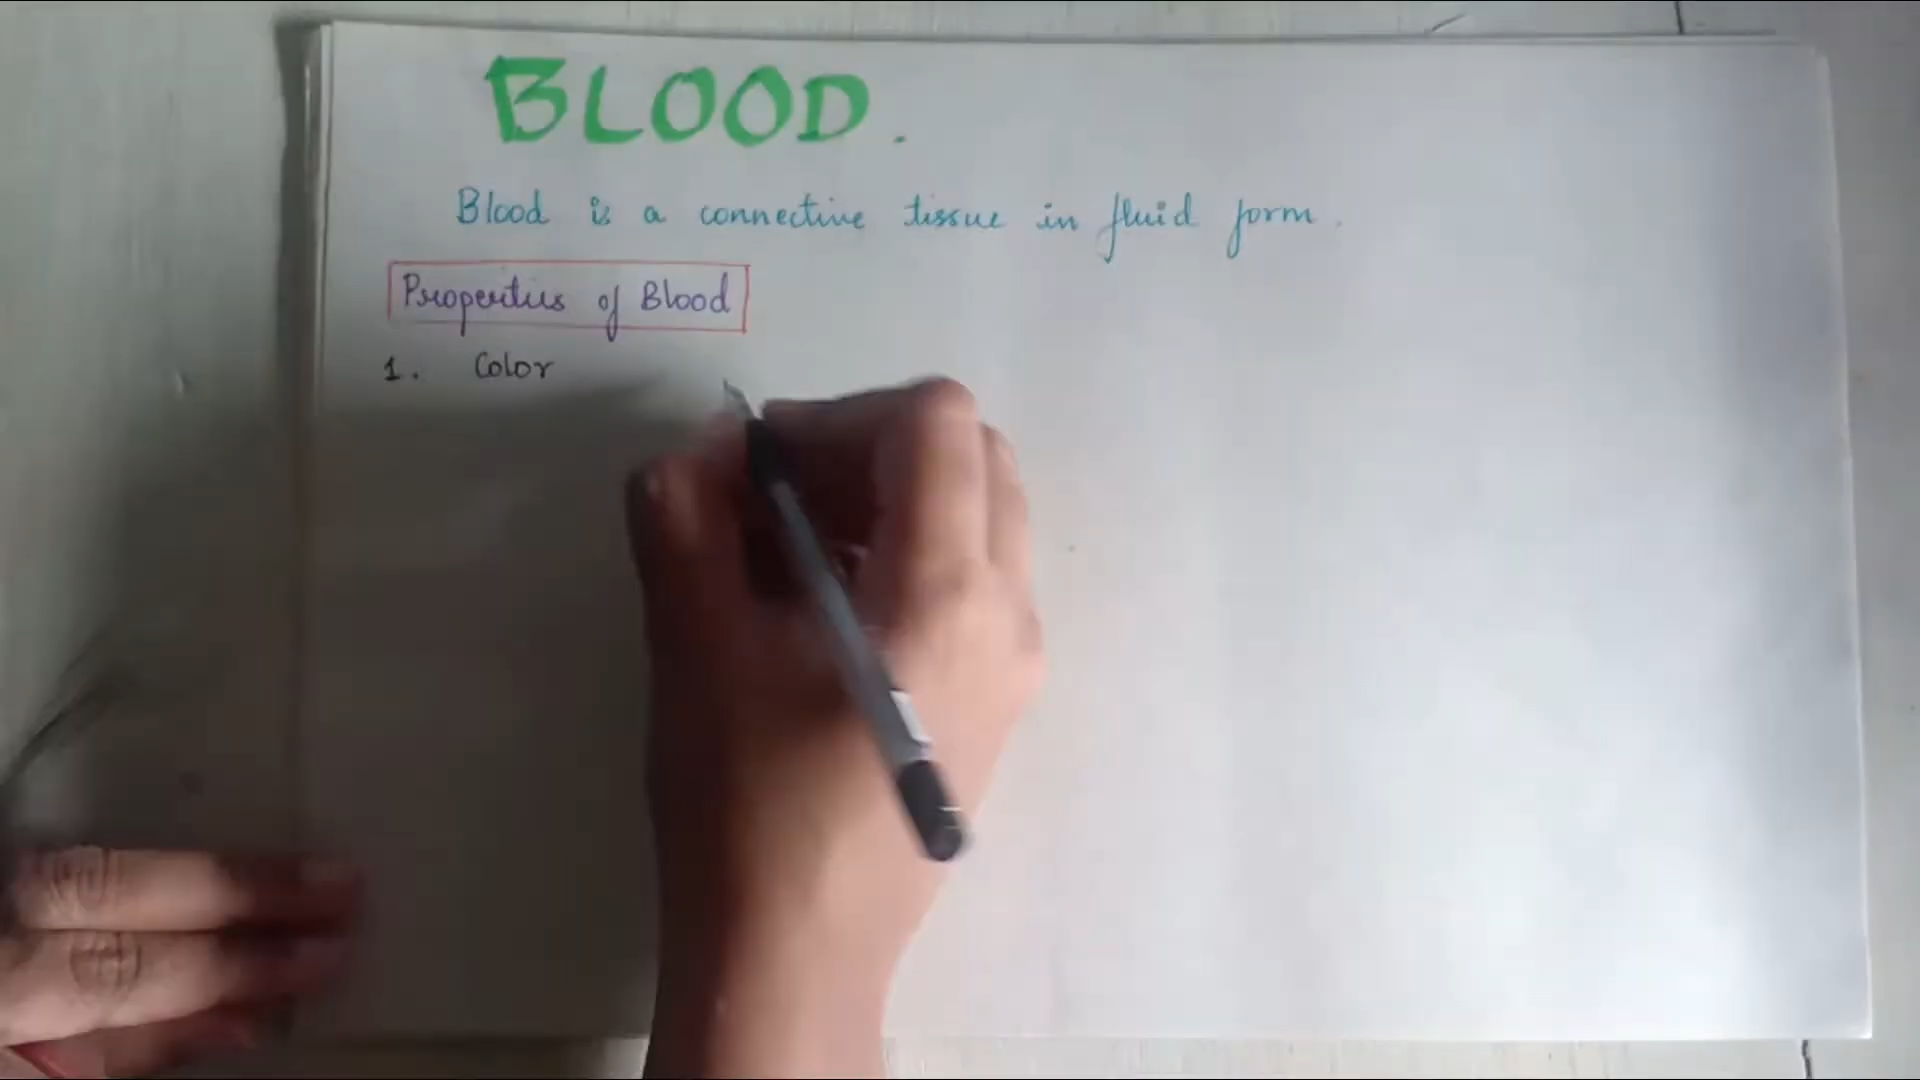 BLOOD.
Blood is a connective tissue in fluid form.
Properties of Blood
1. Color